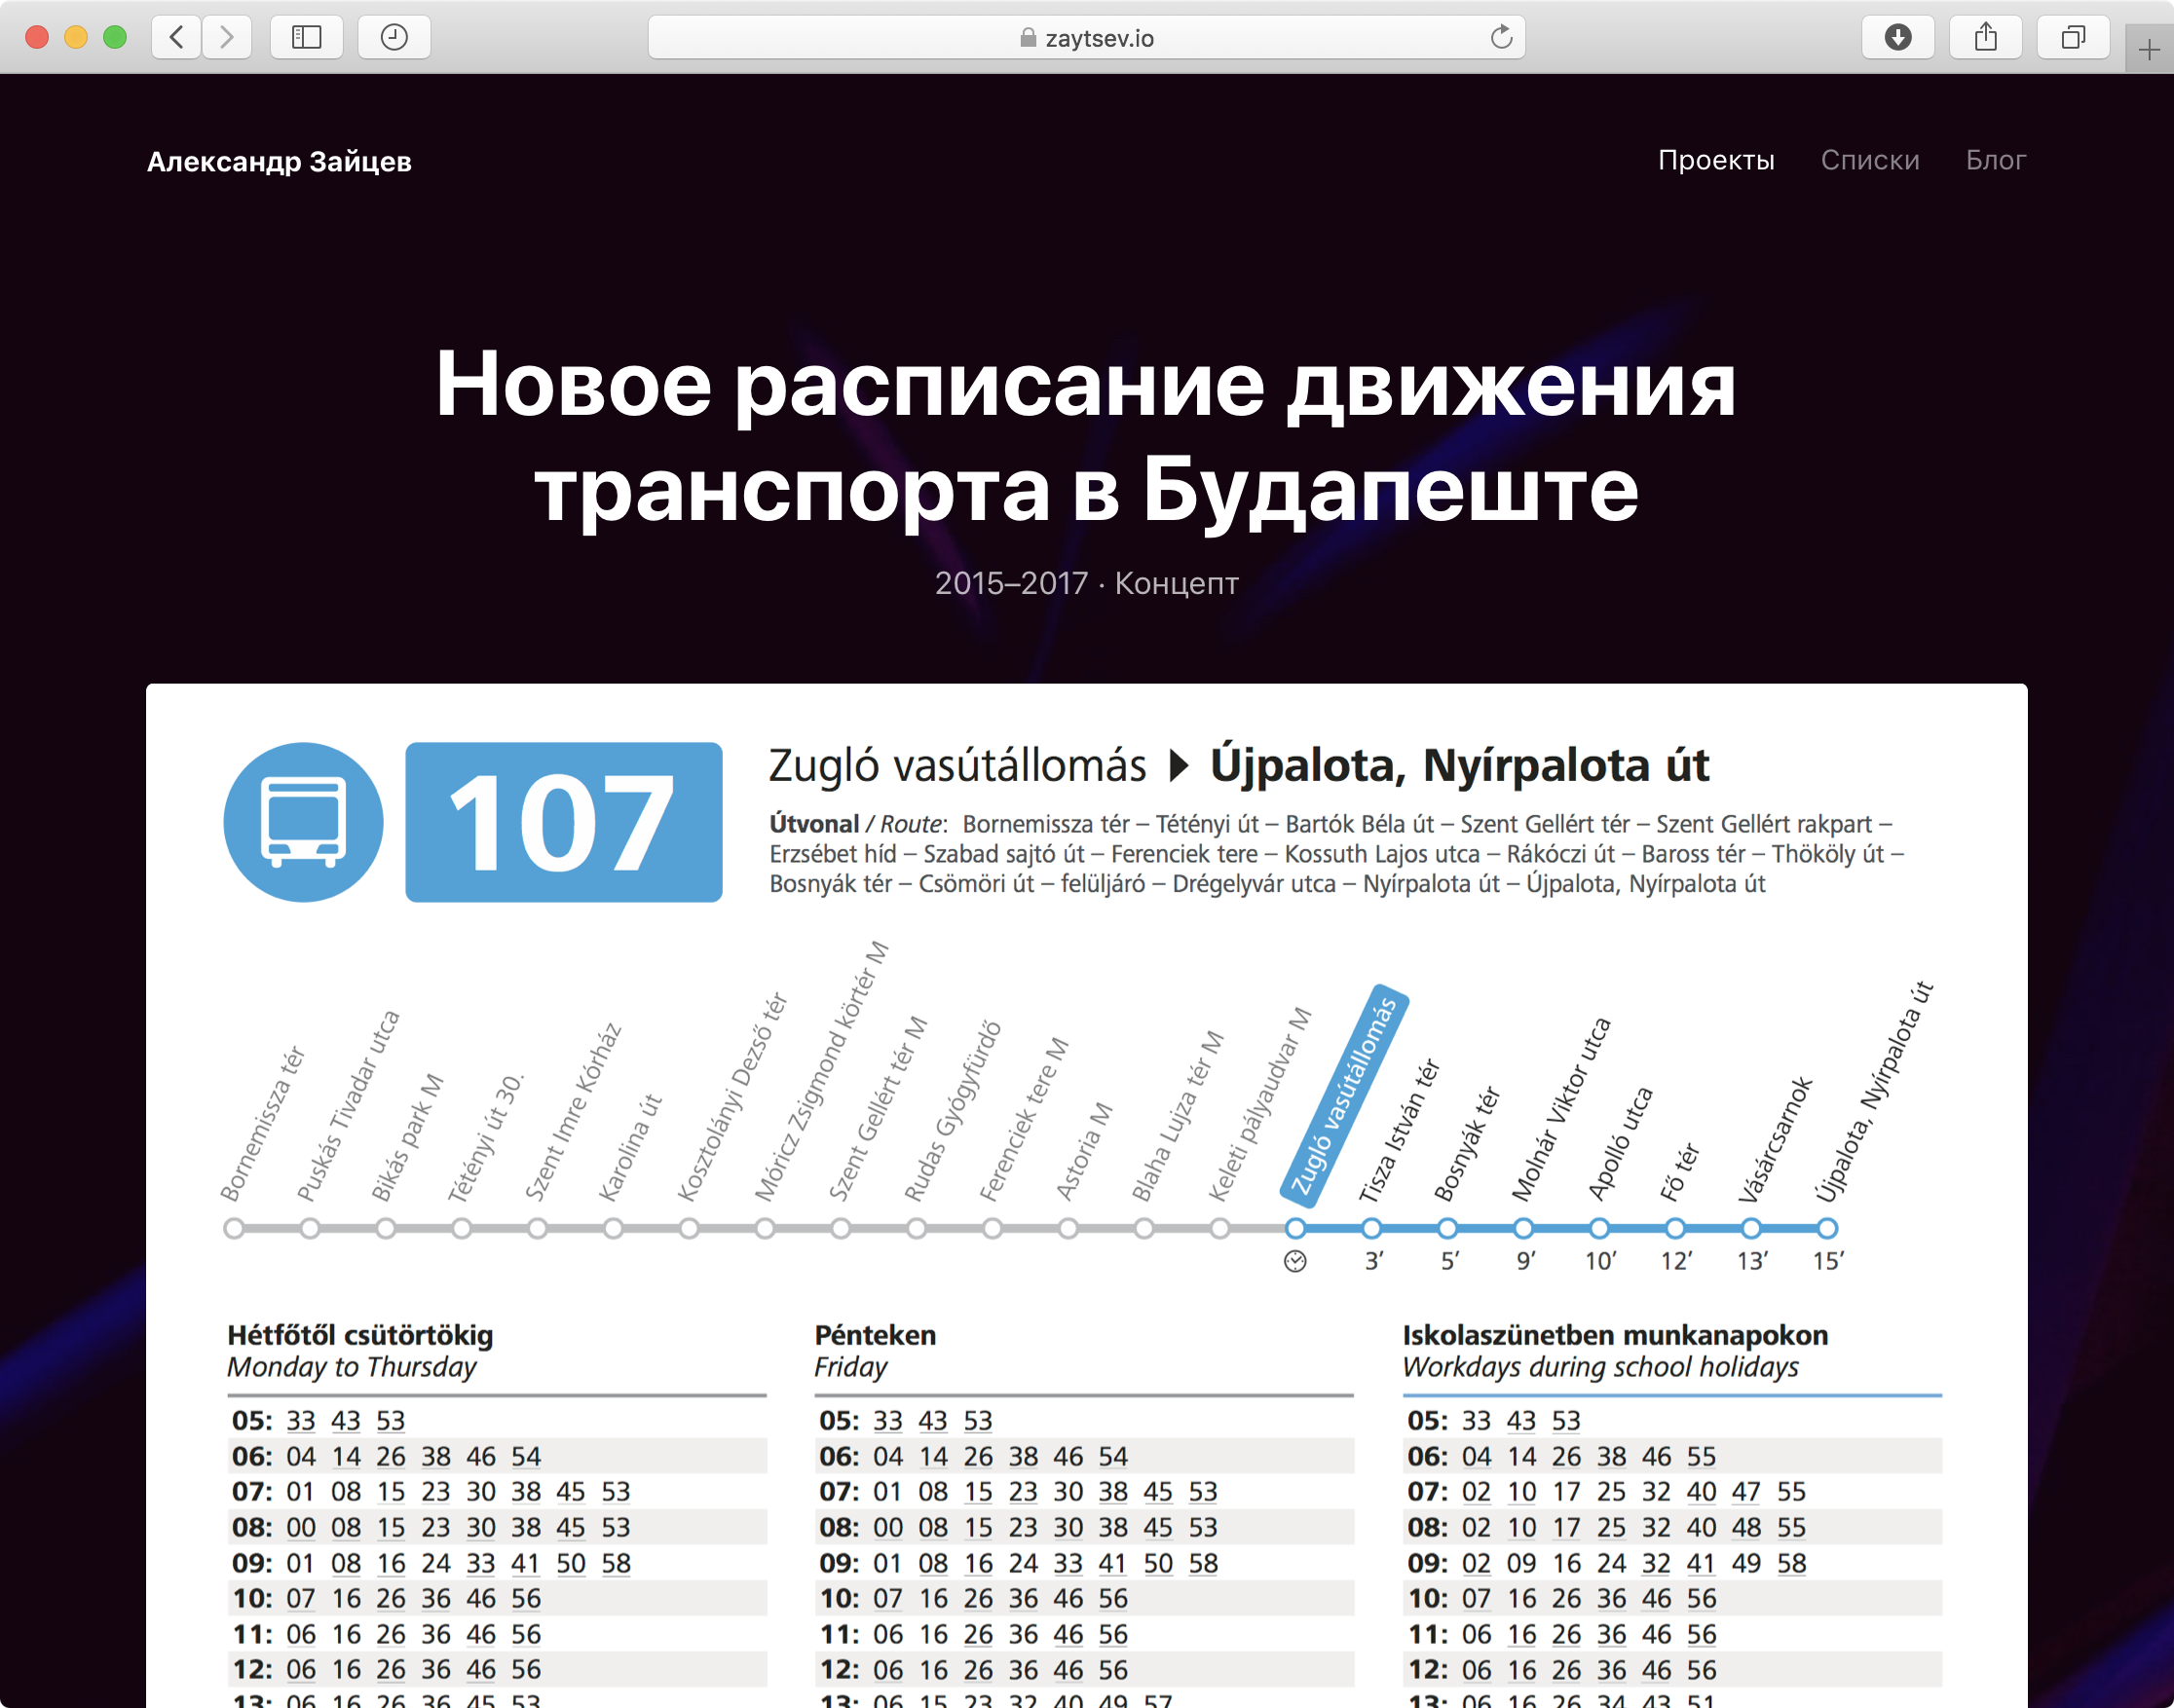 zaytsev.io
Александр Зайцев
Проекты Списки Блог
Новое расписание движения
транспорта в Будапеште
2015–2017 · Концепт
107
Zugló vasútállomás ▶ Újpalota, Nyírpalota út
Útvonal / Route: Bornemissza tér – Tétényi út – Bartók Béla út – Szent Gellért tér – Szent Gellért rakpart –
Erzsébet híd – Szabad sajtó út – Ferenciek tere – Kossuth Lajos utca – Rákóczi út – Baross tér – Thököly út –
Bosnyák tér – Csömöri út – felüljáró – Drégelyvár utca – Nyírpalota út – Újpalota, Nyírpalota út
Bornemissza tér
Puskás Tivadar utca
Bikás park M
Tétényi út 30.
Szent Imre Kórház
Karolina út
Kosztolányi Dezső tér
Móricz Zsigmond körtér M
Szent Gellért tér M
Rudas Gyógyfürdő
Ferenciek tere M
Astoria M
Blaha Lujza tér M
Keleti pályaudvar M
Zugló vasútállomás
Tisza István tér
Bosnyák tér
Molnár Viktor utca
Apolló utca
Fő tér
Vásárcsarnok
Újpalota, Nyírpalota út
3′ 5′ 9′ 10′ 12′ 13′ 15′
Hétfőtől csütörtökig
Monday to Thursday
05: 33 43 53
06: 04 14 26 38 46 54
07: 01 08 15 23 30 38 45 53
08: 00 08 15 23 30 38 45 53
09: 01 08 16 24 33 41 50 58
10: 07 16 26 36 46 56
11: 06 16 26 36 46 56
12: 06 16 26 36 46 56
13: 06 16 26 36 45 53
Pénteken
Friday
05: 33 43 53
06: 04 14 26 38 46 54
07: 01 08 15 23 30 38 45 53
08: 00 08 15 23 30 38 45 53
09: 01 08 16 24 33 41 50 58
10: 07 16 26 36 46 56
11: 06 16 26 36 46 56
12: 06 16 26 36 46 56
13: 06 15 23 32 40 49 57
Iskolaszünetben munkanapokon
Workdays during school holidays
05: 33 43 53
06: 04 14 26 38 46 55
07: 02 10 17 25 32 40 47 55
08: 02 10 17 25 32 40 48 55
09: 02 09 16 24 32 41 49 58
10: 07 16 26 36 46 56
11: 06 16 26 36 46 56
12: 06 16 26 36 46 56
13: 06 16 26 34 43 51